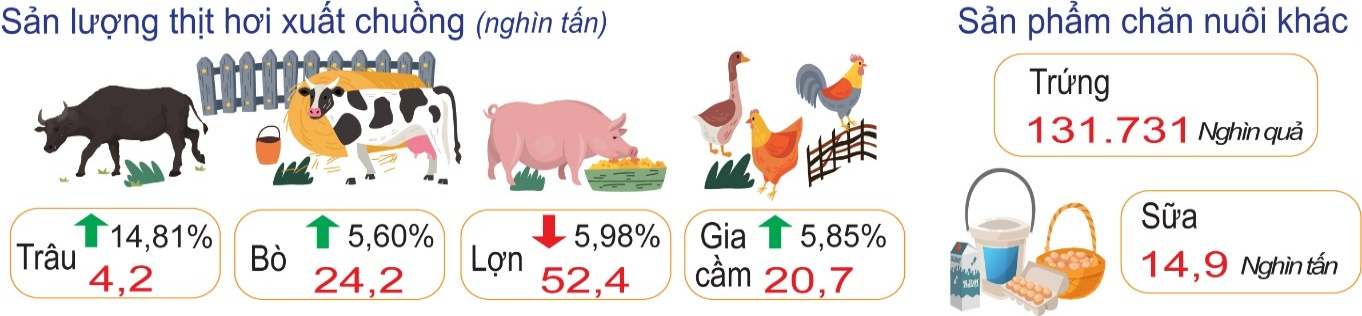 Sản lượng thịt hơi xuất chuồng (nghìn tấn)
Trâu 14,81%
4,2
Bò 5,60%
24,2
Lợn 5,98%
52,4
Gia cầm 5,85%
20,7
Sản phẩm chăn nuôi khác
Trứng
131.731 Nghìn quả
Sữa
14,9 Nghìn tấn